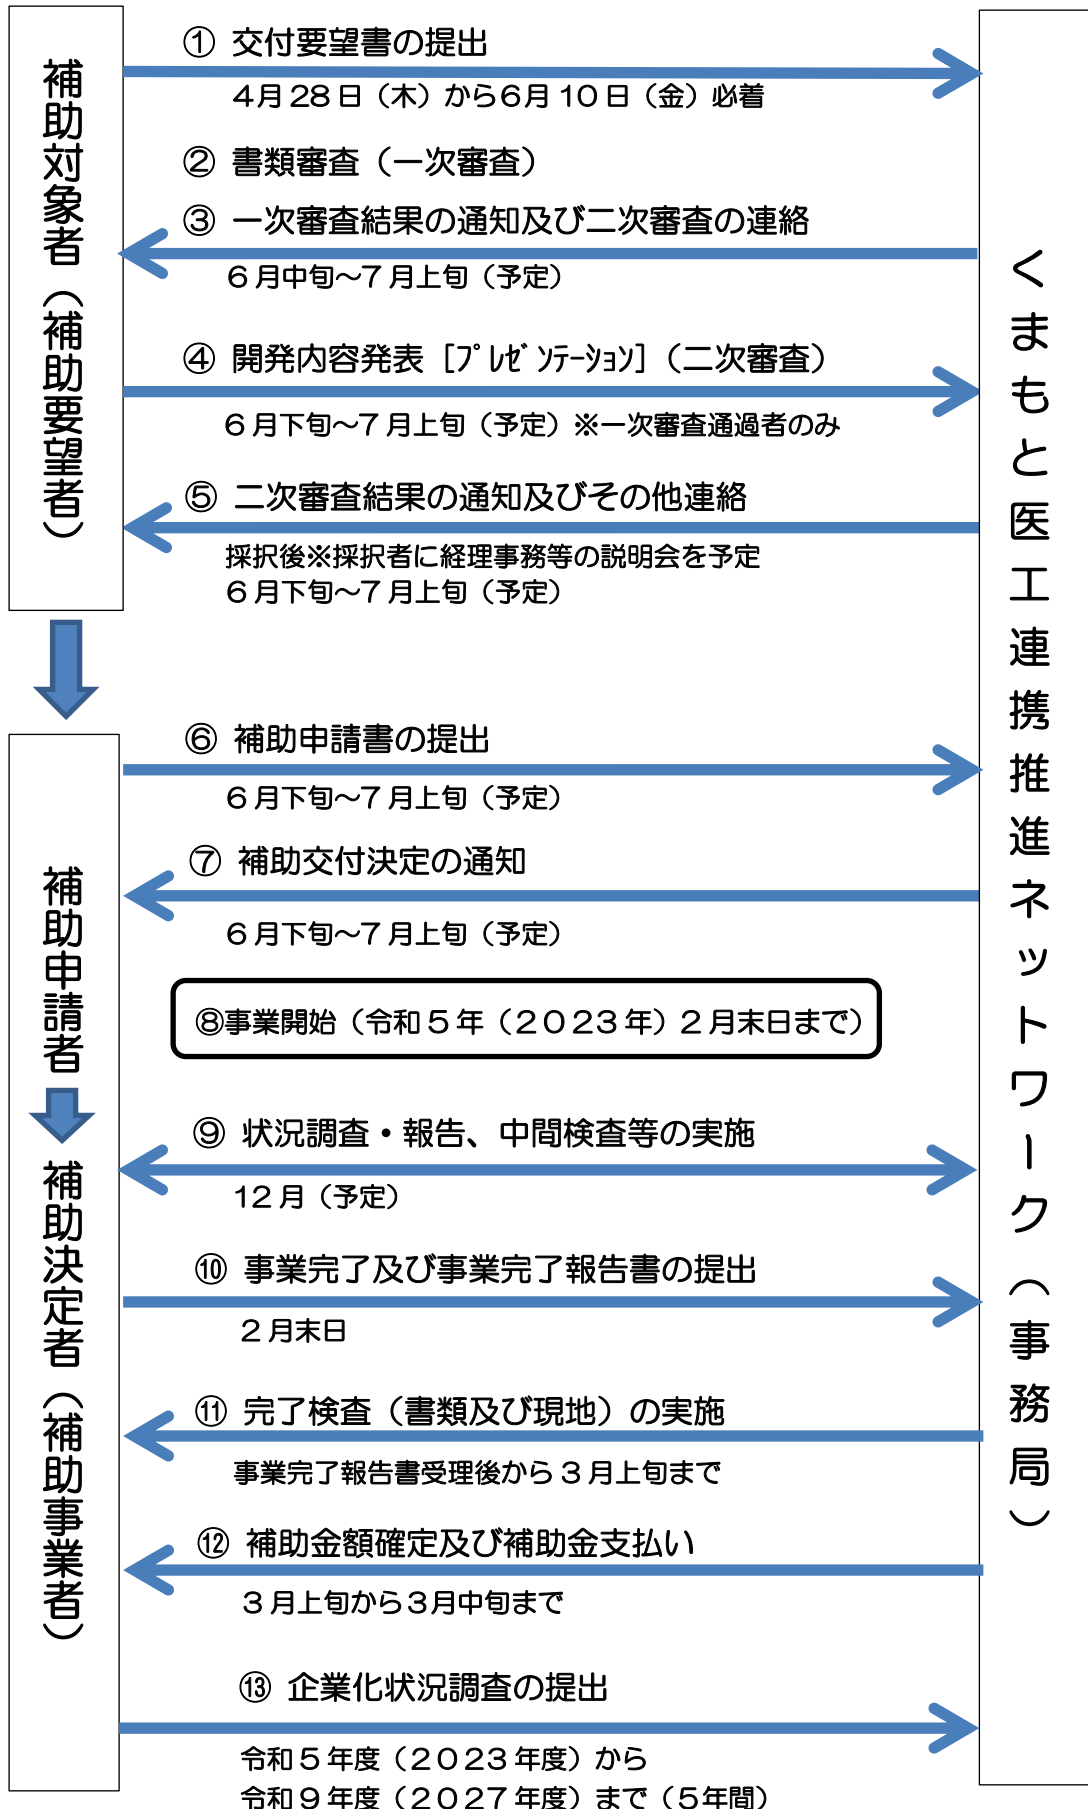 補助対象者（補助要望者）
① 交付要望書の提出
4月28日（木）から6月10日（金）必着
② 書類審査（一次審査）
③ 一次審査結果の通知及び二次審査の連絡
6月中旬～7月上旬（予定）
④ 開発内容発表［ﾌﾟﾚｾﾞﾝﾃｰｼｮﾝ］（二次審査）
6月下旬～7月上旬（予定）※一次審査通過者のみ
⑤ 二次審査結果の通知及びその他連絡
採択後※採択者に経理事務等の説明会を予定
6月下旬～7月上旬（予定）
補助申請者
補助決定者（補助事業者）
⑥ 補助申請書の提出
6月下旬～7月上旬（予定）
⑦ 補助交付決定の通知
6月下旬～7月上旬（予定）
⑧事業開始（令和５年（２０２３年）２月末日まで）
⑨ 状況調査・報告、中間検査等の実施
12月（予定）
⑩ 事業完了及び事業完了報告書の提出
２月末日
⑪ 完了検査（書類及び現地）の実施
事業完了報告書受理後から３月上旬まで
⑫ 補助金額確定及び補助金支払い
３月上旬から３月中旬まで
⑬ 企業化状況調査の提出
令和５年度（２０２３年度）から
令和９年度（２０２７年度）まで（５年間）
くまもと医工連携推進ネットワーク（事務局）